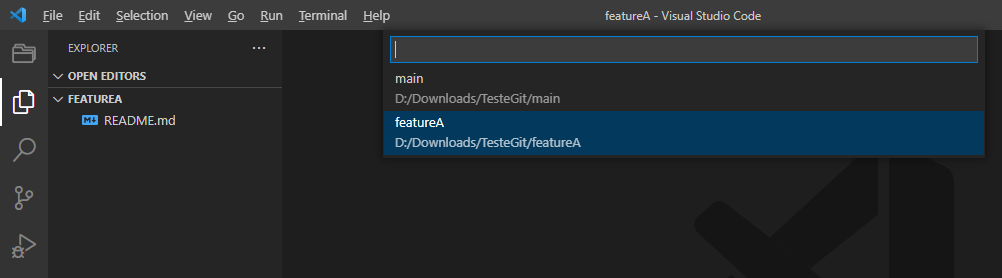 File Edit Selection View Go Run Terminal Help featureA - Visual Studio Code
EXPLORER ...
OPEN EDITORS
FEATUREA
README.md
main
D:/Downloads/TesteGit/main
featureA
D:/Downloads/TesteGit/featureA